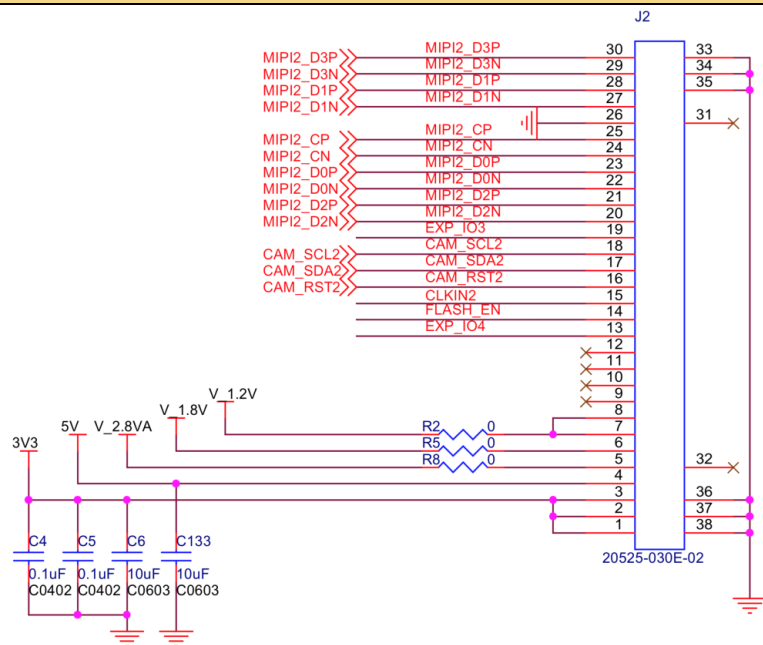 J2
MIPI2_D3P MIPI2_D3P 30 33
MIPI2_D3N MIPI2_D3N 29 34
MIPI2_D1P MIPI2_D1P 28 35
MIPI2_D1N MIPI2_D1N 27
26 31
MIPI2_CP MIPI2_CP 25
MIPI2_CN MIPI2_CN 24
MIPI2_D0P MIPI2_D0P 23
MIPI2_D0N MIPI2_D0N 22
MIPI2_D2P MIPI2_D2P 21
MIPI2_D2N MIPI2_D2N 20
EXP_IO3 19
CAM_SCL2 CAM_SCL2 18
CAM_SDA2 CAM_SDA2 17
CAM_RST2 CAM_RST2 16
CLKIN2 15
FLASH_EN 14
EXP_IO4 13
12
11
10
9
V_1.2V
V_1.8V 8
5V V_2.8VA R2 0 7
3V3 R5 0 6
R8 0 5 32
4
3 36
2 37
1 38
C4 C5 C6 C133
20525-030E-02
0.1uF 0.1uF 10uF 10uF
C0402 C0402 C0603 C0603